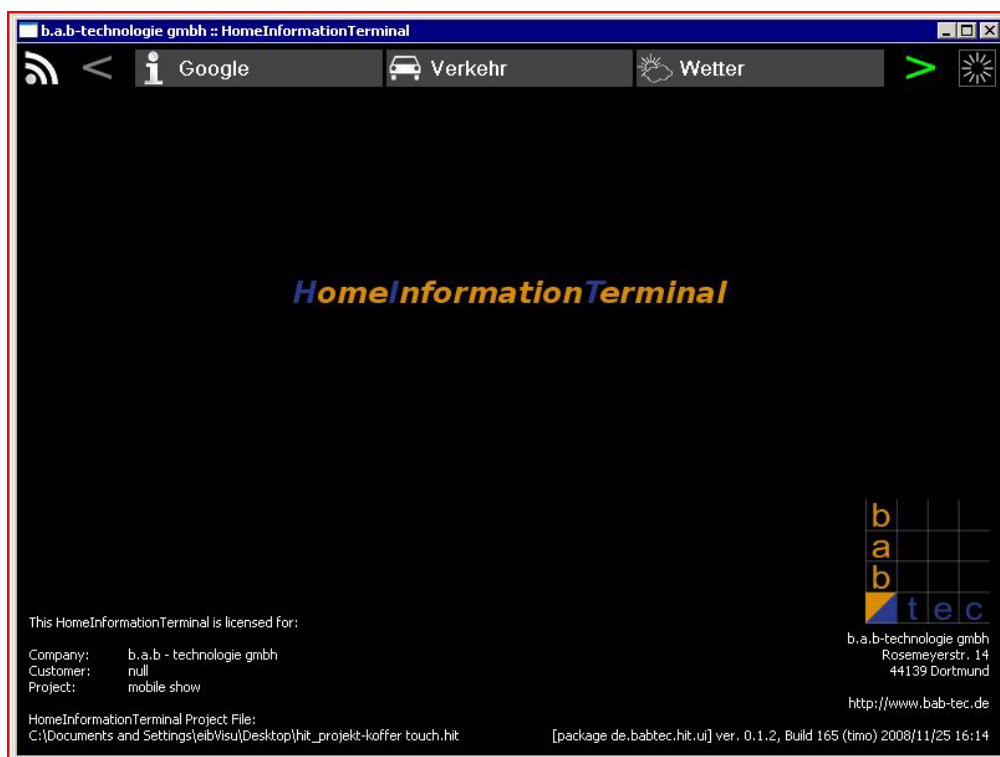 b.a.b-technologie gmbh :: HomeInformationTerminal
< Google Verkehr Wetter >
HomeInformationTerminal
b
a
b
tec
This HomeInformationTerminal is licensed for:
Company: b.a.b - technologie gmbh
Customer: null
Project: mobile show
HomeInformationTerminal Project File:
C:\Documents and Settings\eibVisu\Desktop\hit_projekt-koffer touch.hit
b.a.b-technologie gmbh
Rosemeyerstr. 14
44139 Dortmund
http://www.bab-tec.de
[package de.babtec.hit.ui] ver. 0.1.2, Build 165 (timo) 2008/11/25 16:14